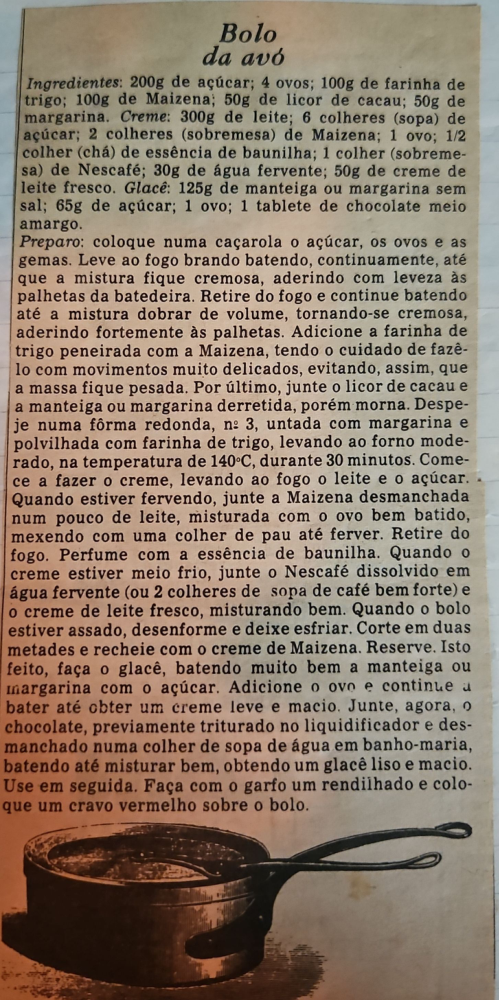 Bolo
da avó
Ingredientes: 200g de açúcar; 4 ovos; 100g de farinha de
trigo; 100g de Maizena; 50g de licor de cacau; 50g de
margarina. Creme: 300g de leite; 6 colheres (sopa) de
açúcar; 2 colheres (sobremesa) de Maizena; 1 ovo; 1/2
colher (chá) de essência de baunilha; 1 colher (sobreme-
sa) de Nescafé; 30g de água fervente; 50g de creme de
leite fresco. Glacê: 125g de manteiga ou margarina sem
sal; 65g de açúcar; 1 ovo; 1 tablete de chocolate meio
amargo.
Preparo: coloque numa caçarola o açúcar, os ovos e as
gemas. Leve ao fogo brando batendo, continuamente, até
que a mistura fique cremosa, aderindo com leveza às
palhetas da batedeira. Retire do fogo e continue batendo
até a mistura dobrar de volume, tornando-se cremosa,
aderindo fortemente às palhetas. Adicione a farinha de
trigo peneirada com a Maizena, tendo o cuidado de fazê-
lo com movimentos muito delicados, evitando, assim, que
a massa fique pesada. Por último, junte o licor de cacau e
a manteiga ou margarina derretida, porém morna. Despe-
je numa fôrma redonda, nº 3, untada com margarina e
polvilhada com farinha de trigo, levando ao forno mode-
rado, na temperatura de 140ºC, durante 30 minutos. Come-
ce a fazer o creme, levando ao fogo o leite e o açúcar.
Quando estiver fervendo, junte a Maizena desmanchada
num pouco de leite, misturada com o ovo bem batido,
mexendo com uma colher de pau até ferver. Retire do
fogo. Perfume com a essência de baunilha. Quando o
creme estiver meio frio, junte o Nescafé dissolvido em
água fervente (ou 2 colheres de sopa de café bem forte) e
o creme de leite fresco, misturando bem. Quando o bolo
estiver assado, desenforme e deixe esfriar. Corte em duas
metades e recheie com o creme de Maizena. Reserve. Isto
feito, faça o glacê, batendo muito bem a manteiga ou
margarina com o açúcar. Adicione o ovo e continue a
bater até obter um creme leve e macio. Junte, agora, o
chocolate, previamente triturado no liquidificador e des-
manchado numa colher de sopa de água em banho-maria,
batendo até misturar bem, obtendo um glacê liso e macio.
Use em seguida. Faça com o garfo um rendilhado e colo-
que um cravo vermelho sobre o bolo.